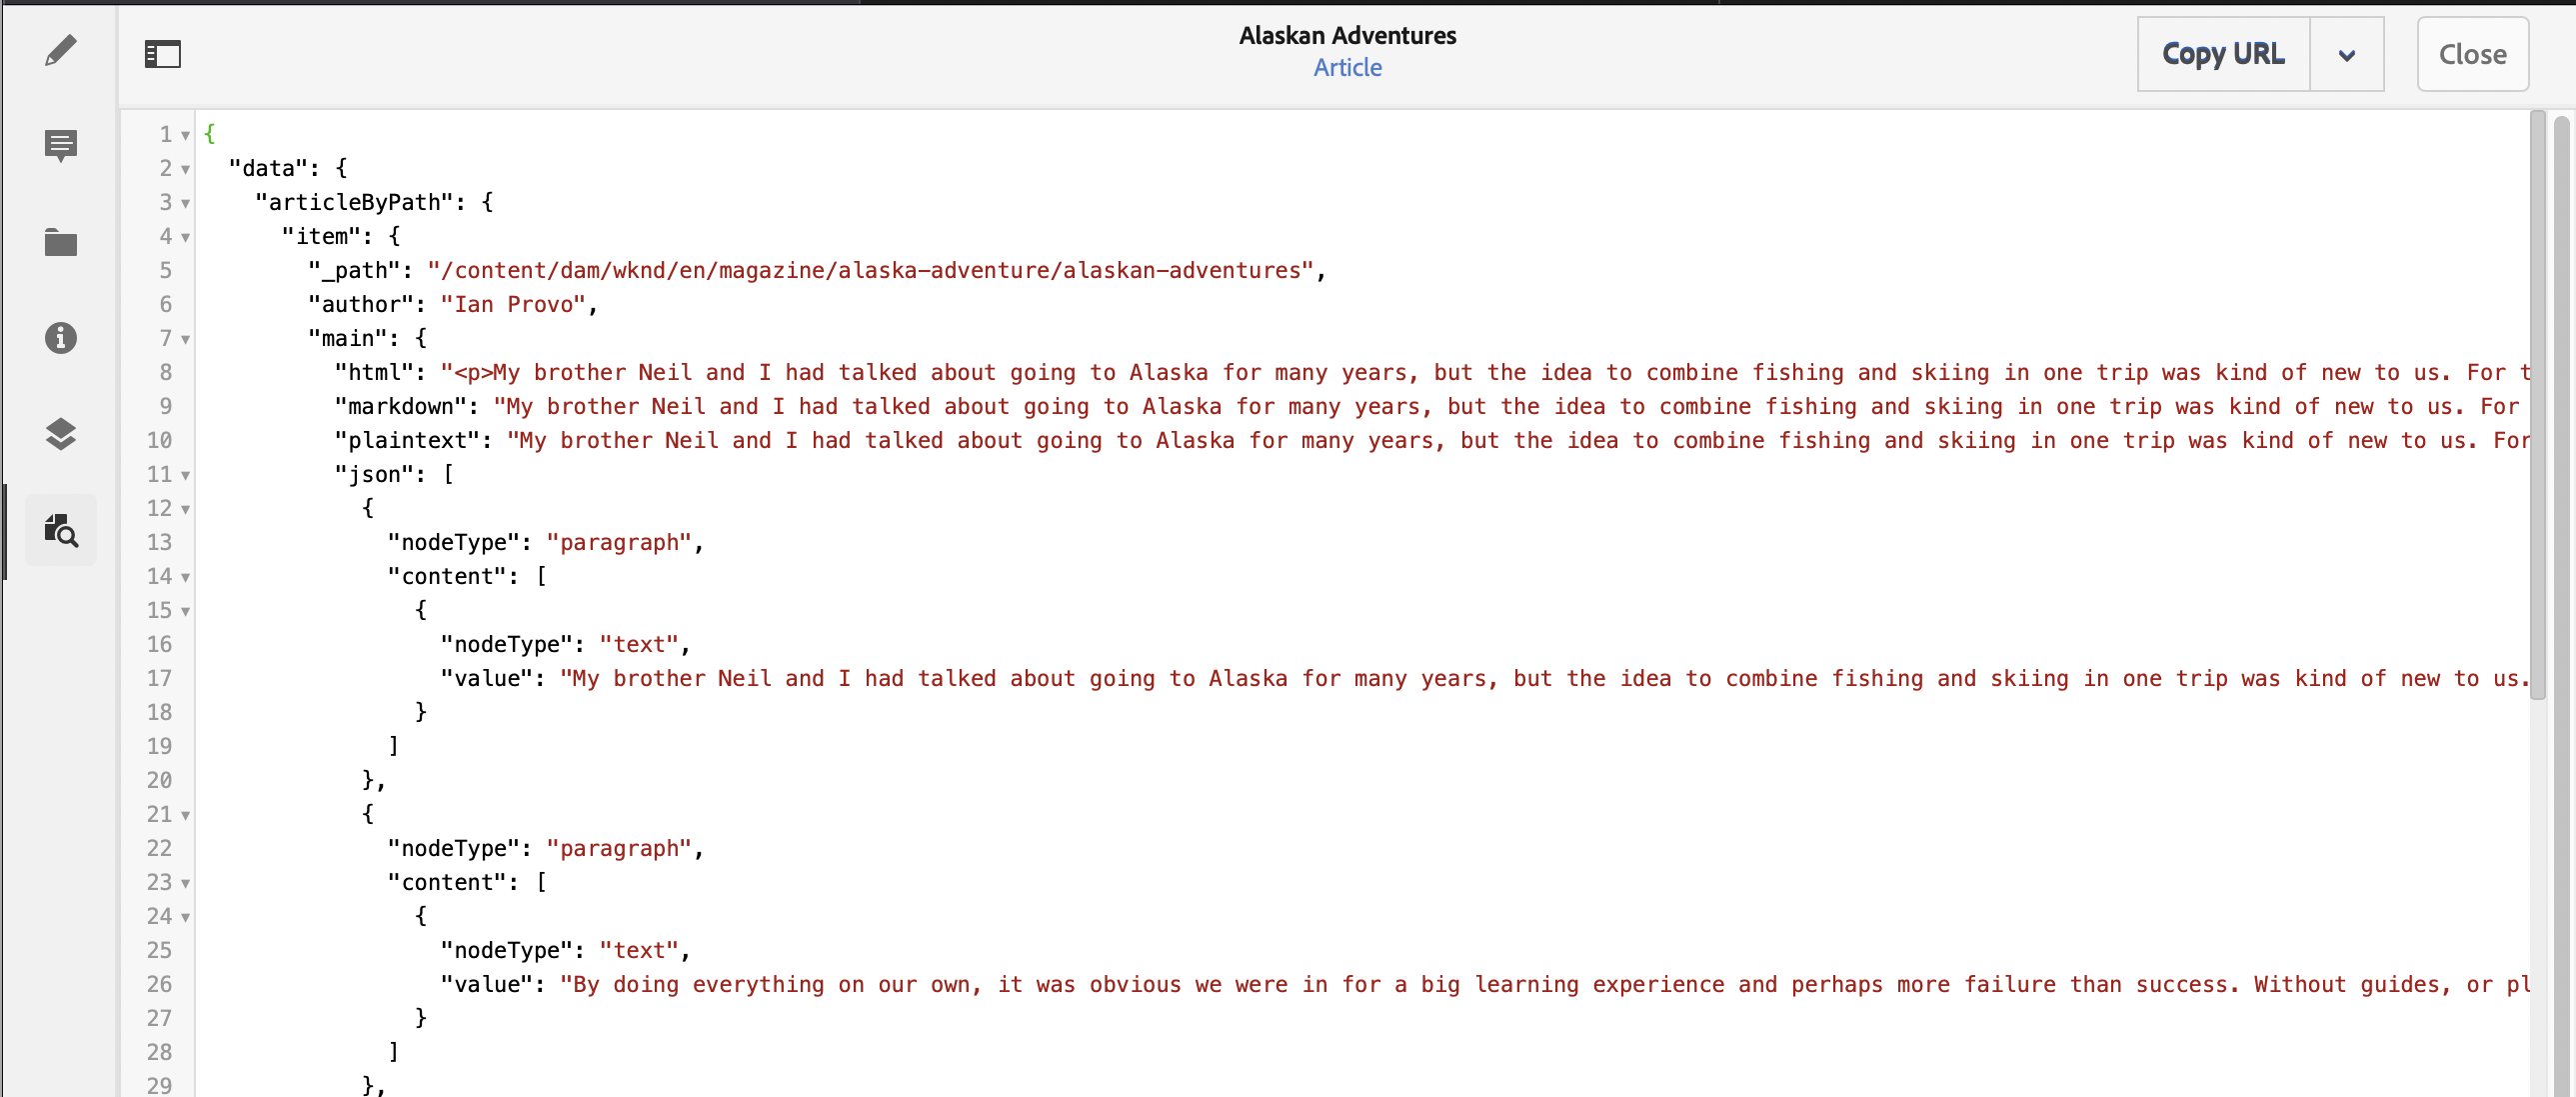 Alaskan Adventures
Article
Copy URL
Close
1 {
2 "data": {
3 "articleByPath": {
4 "item": {
5 "_path": "/content/dam/wknd/en/magazine/alaska-adventure/alaskan-adventures",
6 "author": "Ian Provo",
7 "main": {
8 "html": "<p>My brother Neil and I had talked about going to Alaska for many years, but the idea to combine fishing and skiing in one trip was kind of new to us. For t
9 "markdown": "My brother Neil and I had talked about going to Alaska for many years, but the idea to combine fishing and skiing in one trip was kind of new to us. For
10 "plaintext": "My brother Neil and I had talked about going to Alaska for many years, but the idea to combine fishing and skiing in one trip was kind of new to us. For
11 "json": [
12 {
13 "nodeType": "paragraph",
14 "content": [
15 {
16 "nodeType": "text",
17 "value": "My brother Neil and I had talked about going to Alaska for many years, but the idea to combine fishing and skiing in one trip was kind of new to us.
18 }
19 ]
20 },
21 {
22 "nodeType": "paragraph",
23 "content": [
24 {
25 "nodeType": "text",
26 "value": "By doing everything on our own, it was obvious we were in for a big learning experience and perhaps more failure than success. Without guides, or pl
27 }
28 ]
29 },